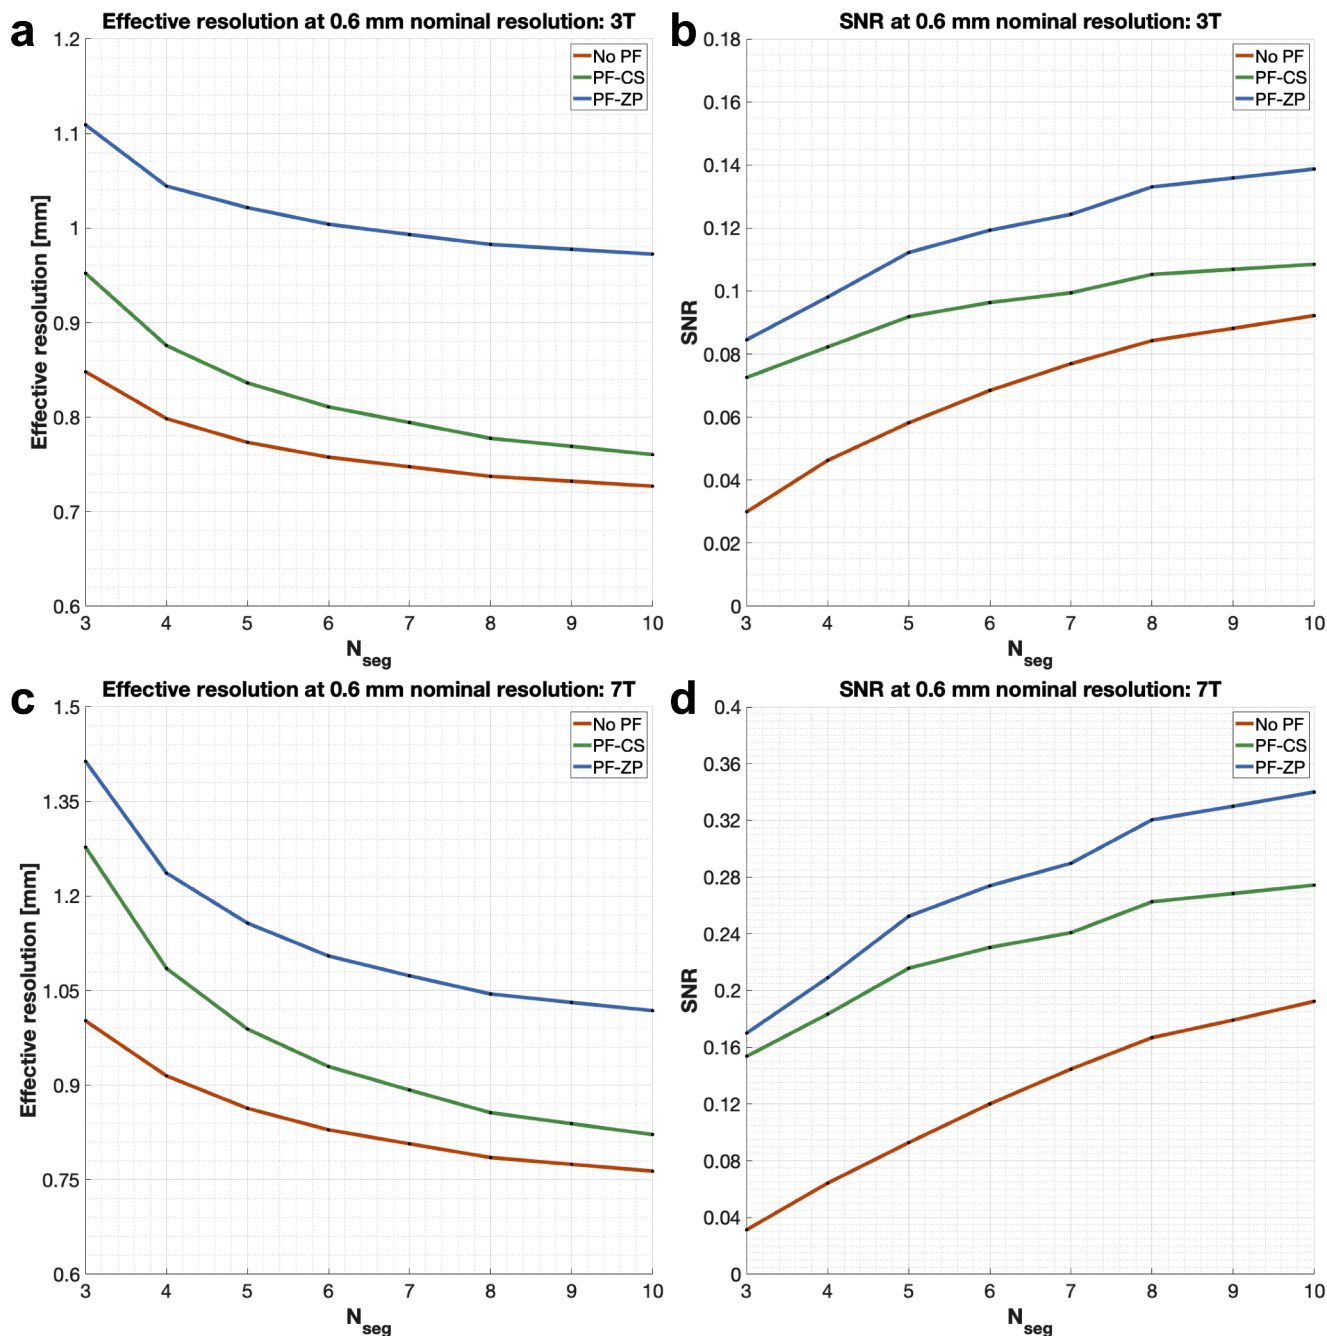 a
Effective resolution at 0.6 mm nominal resolution: 3T
1.2
1.1
1
0.9
0.8
0.7
0.6
Effective resolution [mm]
No PF
PF-CS
PF-ZP
3 4 5 6 7 8 9 10
Nseg
b
SNR at 0.6 mm nominal resolution: 3T
0.18
0.16
0.14
0.12
0.1
0.08
0.06
0.04
0.02
0
SNR
No PF
PF-CS
PF-ZP
3 4 5 6 7 8 9 10
Nseg
c
Effective resolution at 0.6 mm nominal resolution: 7T
1.5
1.35
1.2
1.05
0.9
0.75
0.6
Effective resolution [mm]
No PF
PF-CS
PF-ZP
3 4 5 6 7 8 9 10
Nseg
d
SNR at 0.6 mm nominal resolution: 7T
0.4
0.36
0.32
0.28
0.24
0.2
0.16
0.12
0.08
0.04
0
SNR
No PF
PF-CS
PF-ZP
3 4 5 6 7 8 9 10
Nseg